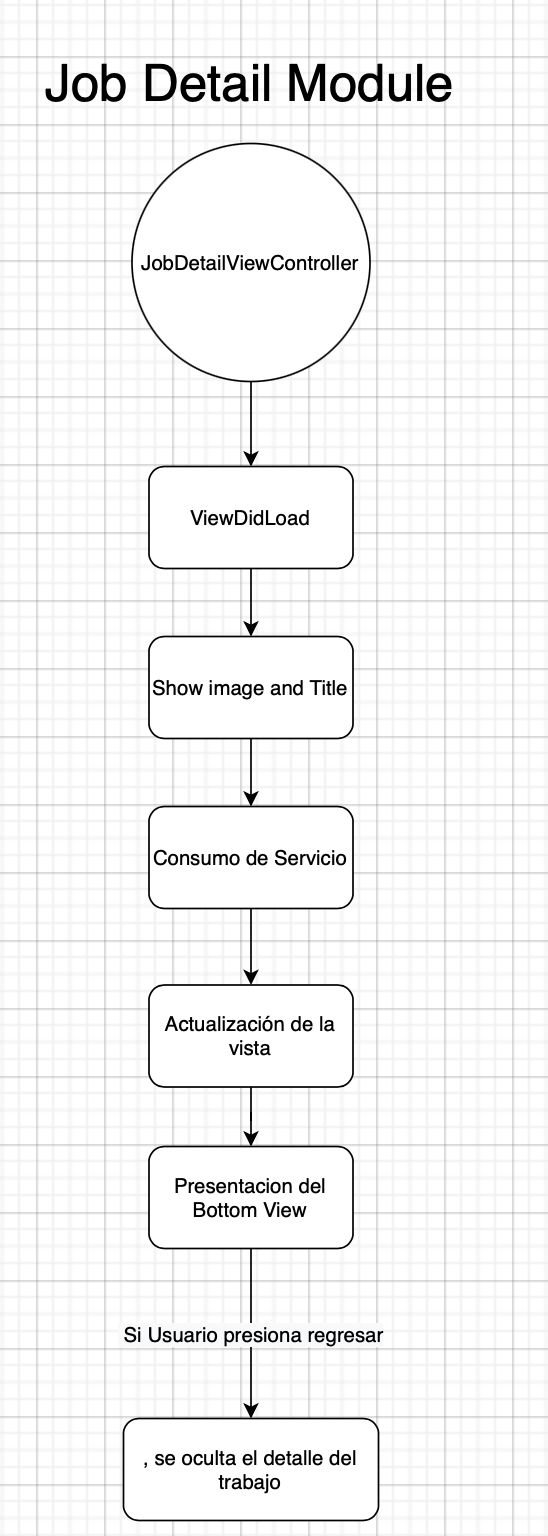 Job Detail Module
JobDetailViewController
ViewDidLoad
Show image and Title
Consumo de Servicio
Actualización de la
vista
Presentacion del
Bottom View
Si Usuario presiona regresar
, se oculta el detalle del
trabajo